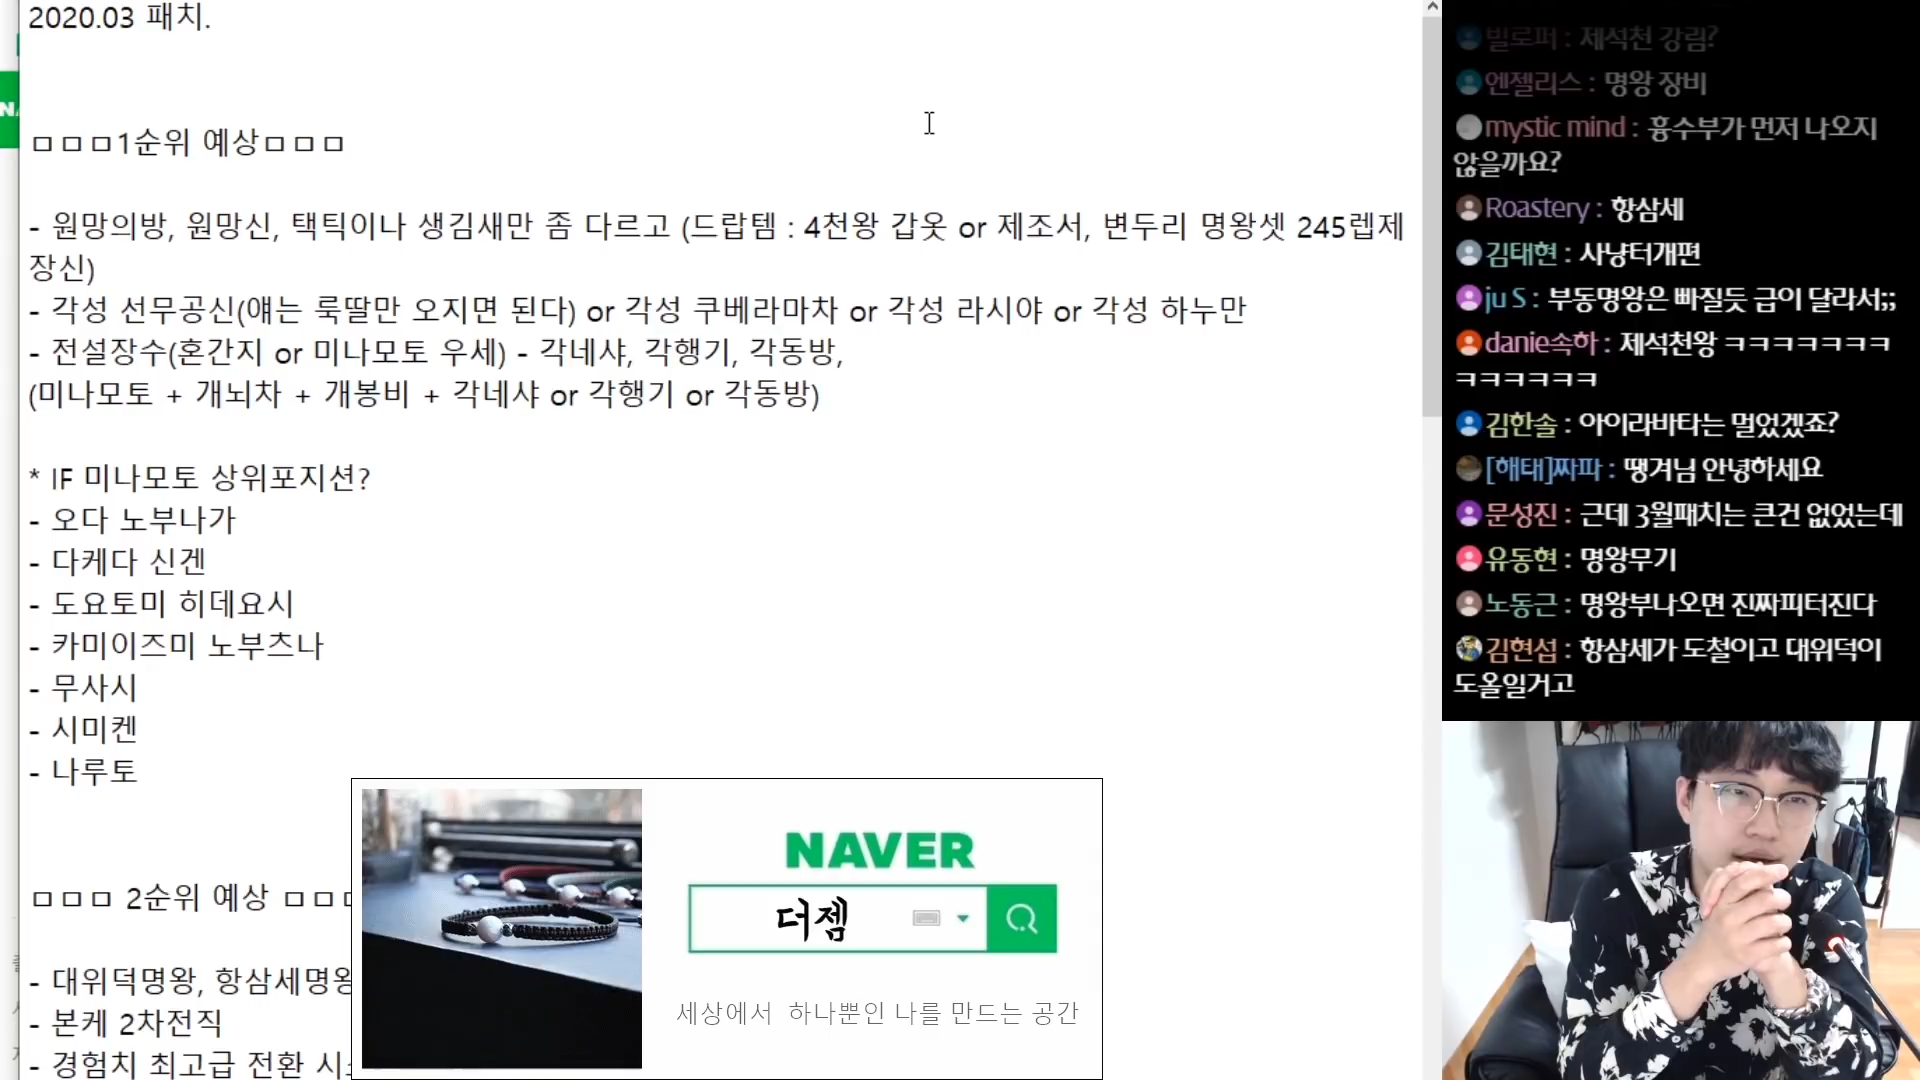 2020.03 패치.
ㅁㅁㅁ1순위 예상ㅁㅁㅁ
- 원망의방, 원망신, 택틱이나 생김새만 좀 다르고 (드랍템 : 4천왕 갑옷 or 제조서, 변두리 명왕셋 245렙제
장신)
- 각성 선무공신(얘는 룩딸만 오지면 된다) or 각성 쿠베라마차 or 각성 라시야 or 각성 하누만
- 전설장수(혼간지 or 미나모토 우세) - 각네샤, 각행기, 각동방,
(미나모토 + 개뇌차 + 개봉비 + 각네샤 or 각행기 or 각동방)
* IF 미나모토 상위포지션?
- 오다 노부나가
- 다케다 신겐
- 도요토미 히데요시
- 카미이즈미 노부츠나
- 무사시
- 시미켄
- 나루토
ㅁㅁㅁ 2순위 예상 ㅁㅁㅁ
- 대위덕명왕, 항삼세명왕
- 본케 2차전직
- 경험치 최고급 전환 시
NAVER
더젬
세상에서 하나뿐인 나를 만드는 공간
빌로퍼 : 제석천 강림?
엔젤리스 : 명왕 장비
mystic mind : 흉수부가 먼저 나오지
않을까요?
Roastery : 항삼세
김태현 : 사냥터개편
ju S : 부동명왕은 빠질듯 급이 달라서;;
danie속하 : 제석천왕 ㅋㅋㅋㅋㅋㅋㅋ
ㅋㅋㅋㅋㅋㅋ
김한솔 : 아이라바타는 멀었겠죠?
[해태]짜파 : 땡겨님 안녕하세요
문성진 : 근데 3월패치는 큰건 없었는데
유동현 : 명왕무기
노동근 : 명왕부나오면 진짜피터진다
김현섭 : 항삼세가 도철이고 대위덕이
도올일거고